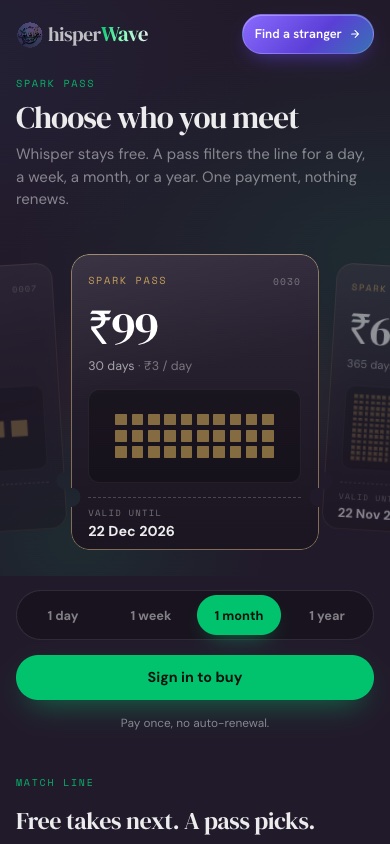 hisperWave
Find a stranger →
SPARK PASS
Choose who you meet
Whisper stays free. A pass filters the line for a day,
a week, a month, or a year. One payment, nothing
renews.
0007
SPARK PASS
0030
₹99
30 days · ₹3 / day
VALID UNTIL
22 Dec 2026
SPARK
₹6
365 day
VALID UNT
22 Nov 2
1 day
1 week
1 month
1 year
Sign in to buy
Pay once, no auto-renewal.
MATCH LINE
Free takes next. A pass picks.